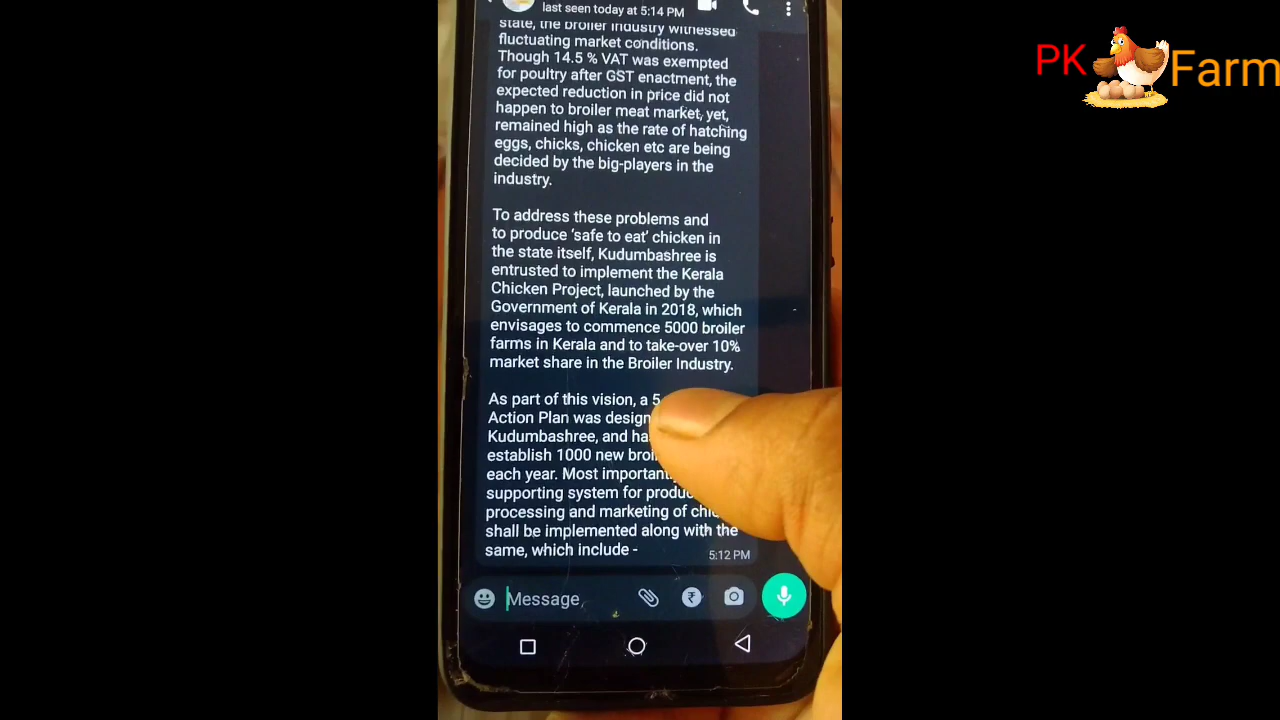 last seen today at 5:14 PM
state, the broiler industry witnessed
fluctuating market conditions.
Though 14.5 % VAT was exempted
for poultry after GST enactment, the
expected reduction in price did not
happen to broiler meat market, yet,
remained high as the rate of hatching
eggs, chicks, chicken etc are being
decided by the big-players in the
industry.
To address these problems and
to produce ‘safe to eat’ chicken in
the state itself, Kudumbashree is
entrusted to implement the Kerala
Chicken Project, launched by the
Government of Kerala in 2018, which
envisages to commence 5000 broiler
farms in Kerala and to take-over 10%
market share in the Broiler Industry.
As part of this vision, a 5
Action Plan was
Kudumbashree, and
establish 1000 new
each year. Most
supporting system for
processing and marketing of
shall be implemented along with the
same, which include -
5:12 PM
Message
PK Farm